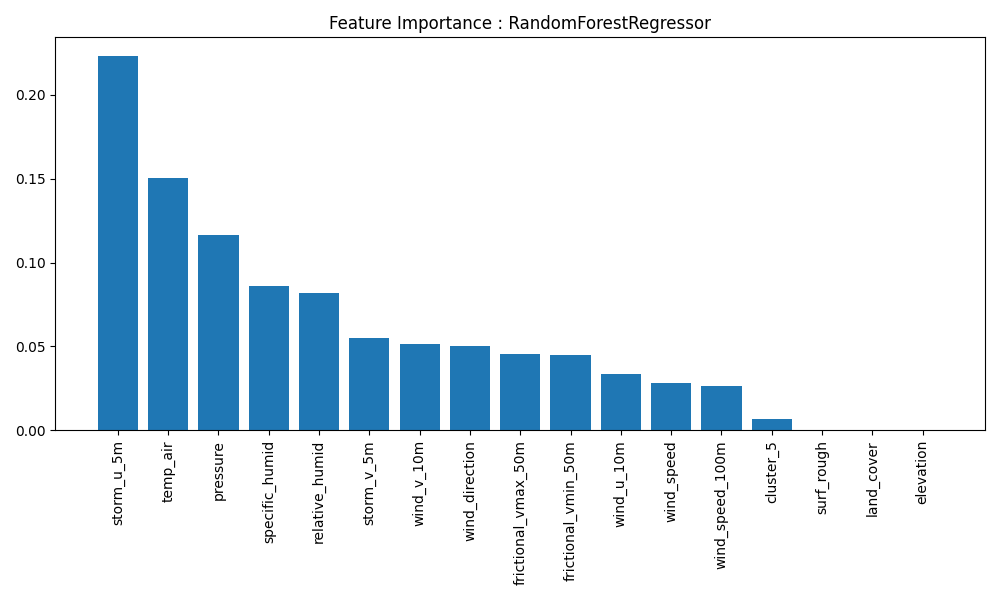 Feature Importance : RandomForestRegressor
0.20
0.15
0.10
0.05
0.00
storm_u_5m
temp_air
pressure
specific_humid
relative_humid
storm_v_5m
wind_v_10m
wind_direction
frictional_vmax_50m
frictional_vmin_50m
wind_u_10m
wind_speed
wind_speed_100m
cluster_5
surf_rough
land_cover
elevation